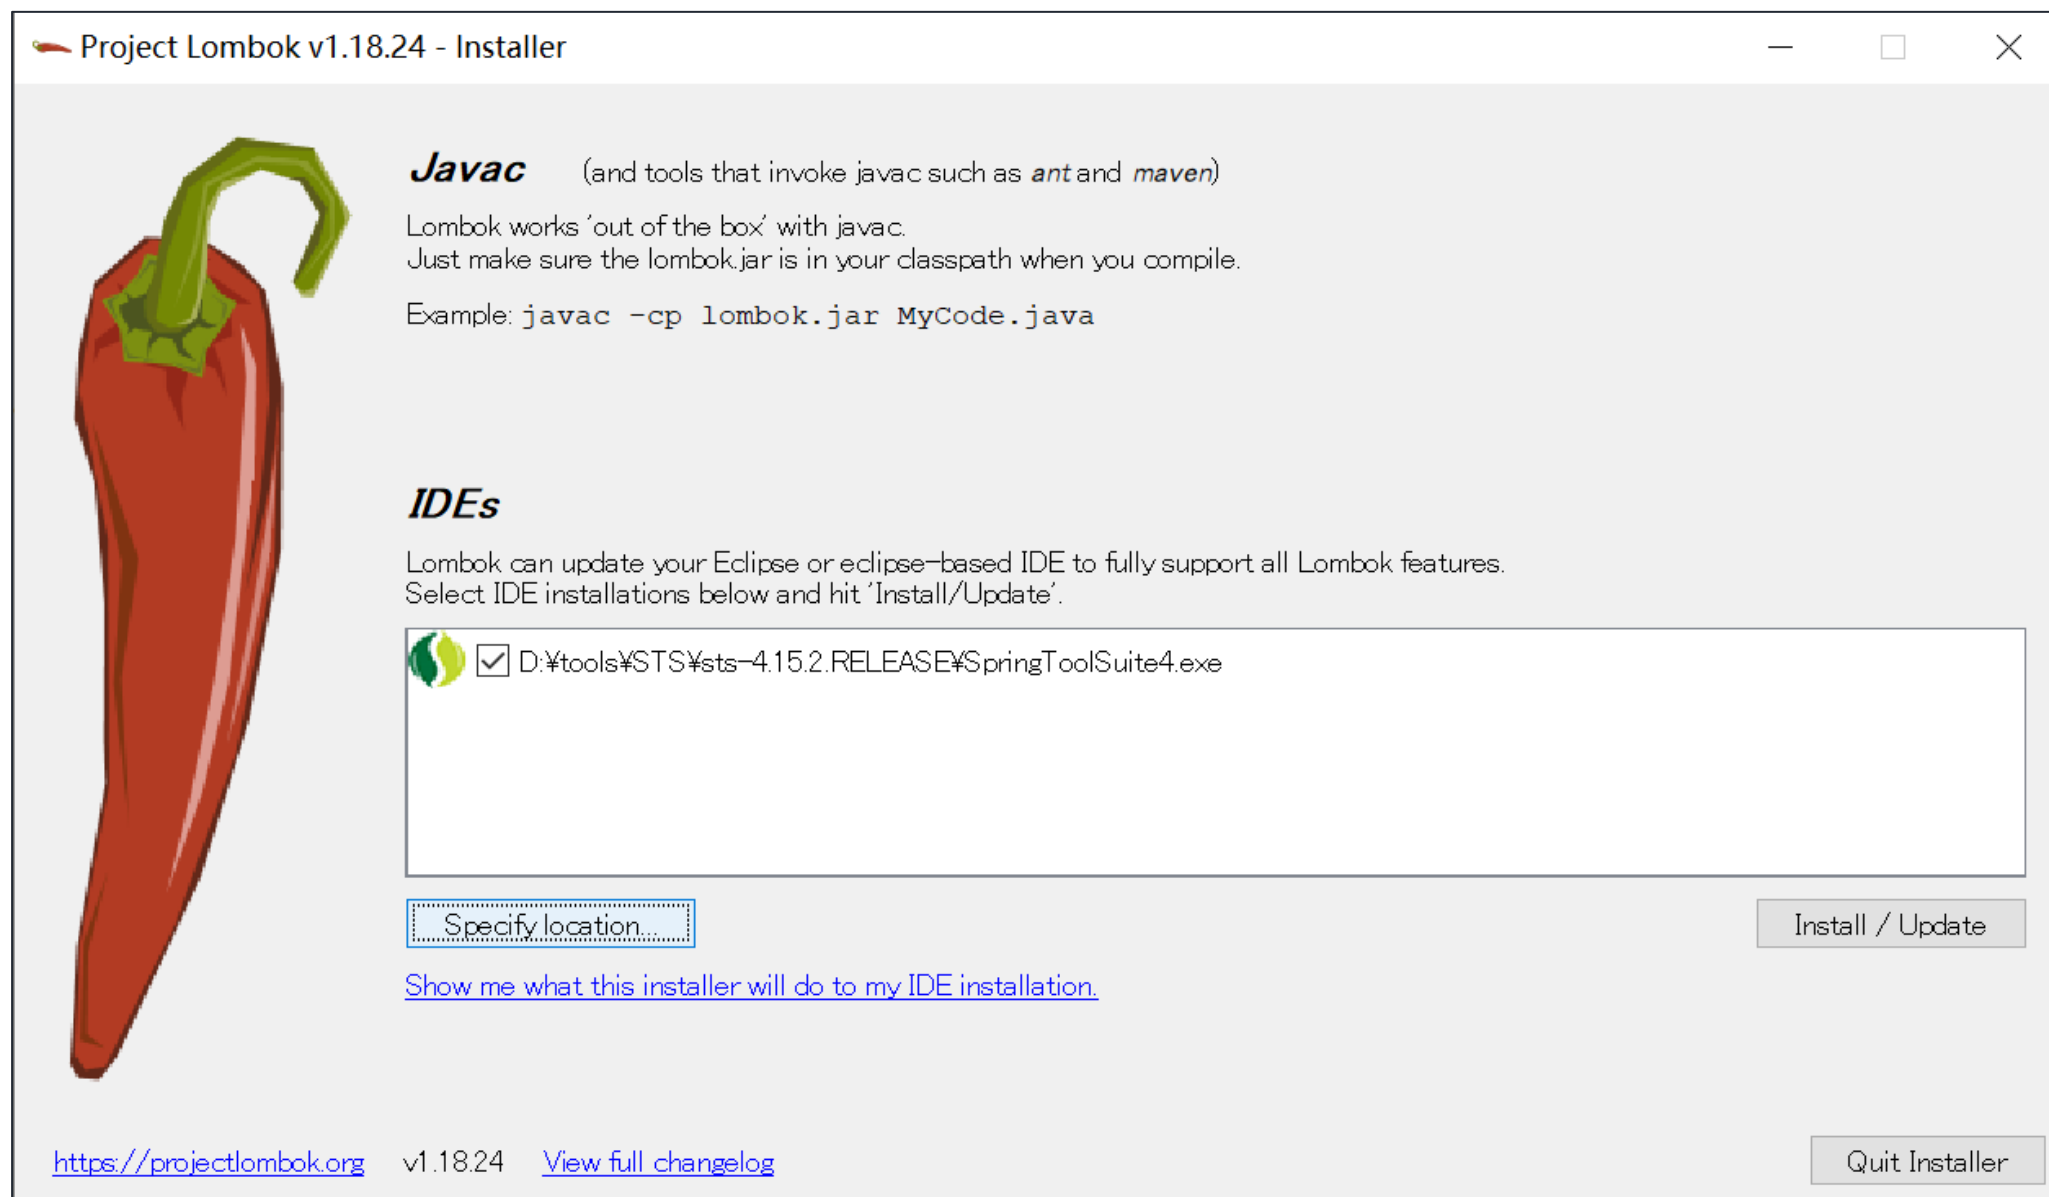 Project Lombok v1.18.24 - Installer
Javac (and tools that invoke javac such as ant and maven)
Lombok works 'out of the box' with javac.
Just make sure the lombok.jar is in your classpath when you compile.
Example: javac -cp lombok.jar MyCode.java
IDEs
Lombok can update your Eclipse or eclipse-based IDE to fully support all Lombok features.
Select IDE installations below and hit 'Install/Update'.
D:¥tools¥STS¥sts-4.15.2.RELEASE¥SpringToolSuite4.exe
Specify location... Install / Update
Show me what this installer will do to my IDE installation.
https://projectlombok.org v1.18.24 View full changelog Quit Installer